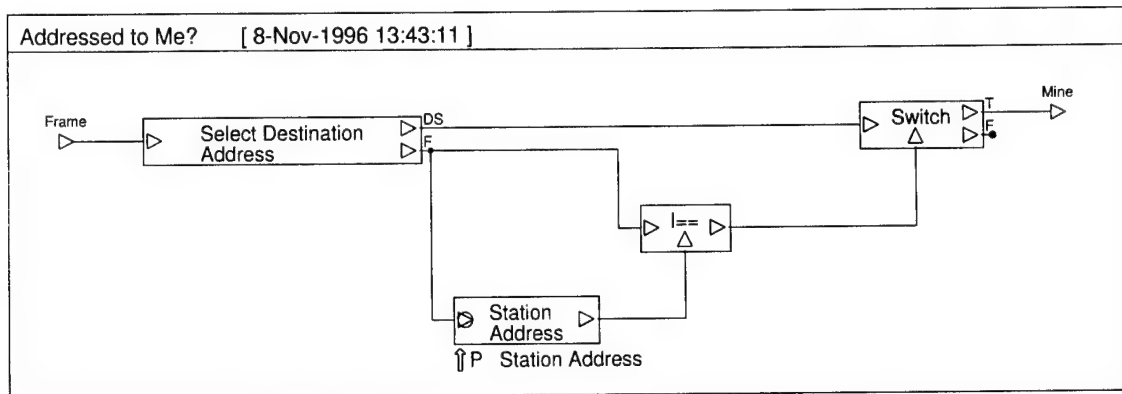 Addressed to Me? [ 8-Nov-1996 13:43:11 ]
Frame
Select Destination
Address
DS
F
Switch
T
F
Mine
I==
Station
Address
P Station Address